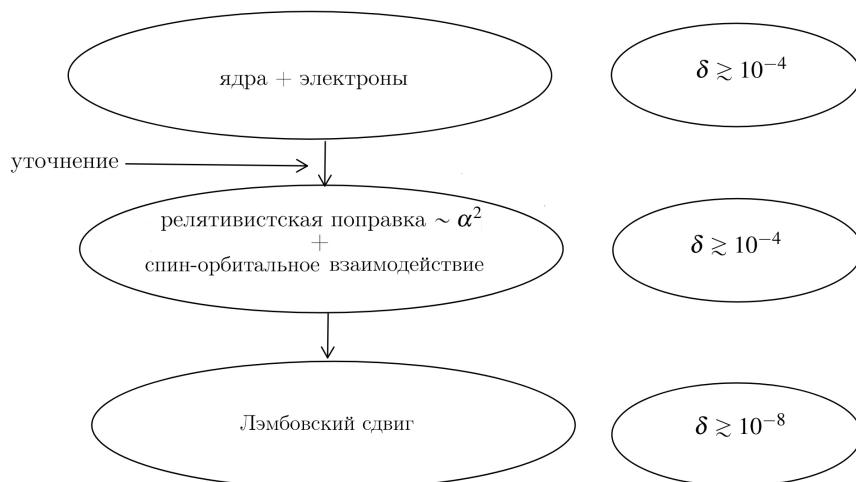 ядра + электроны
δ ≳ 10⁻⁴
уточнение
релятивистская поправка ~ α²
+
спин-орбитальное взаимодействие
δ ≳ 10⁻⁴
Лэмбовский сдвиг
δ ≳ 10⁻⁸